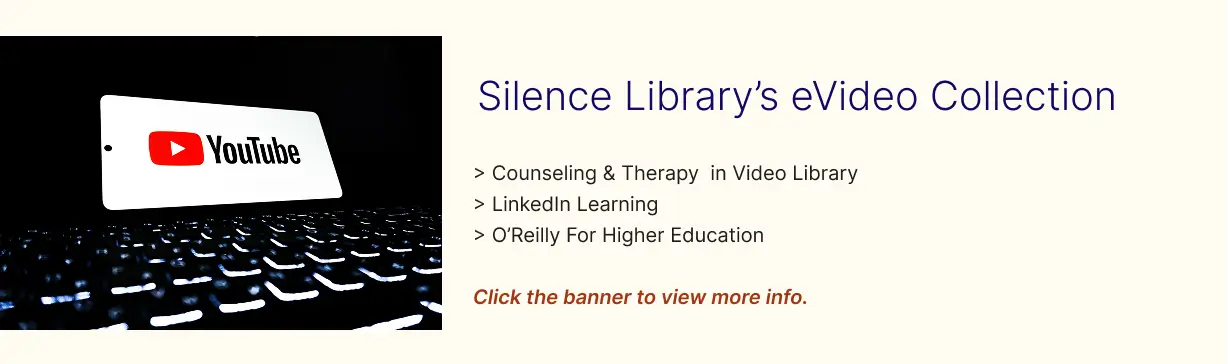 YouTube
Silence Library’s eVideo Collection
> Counseling & Therapy  in Video Library
> LinkedIn Learning
> O’Reilly For Higher Education
Click the banner to view more info.